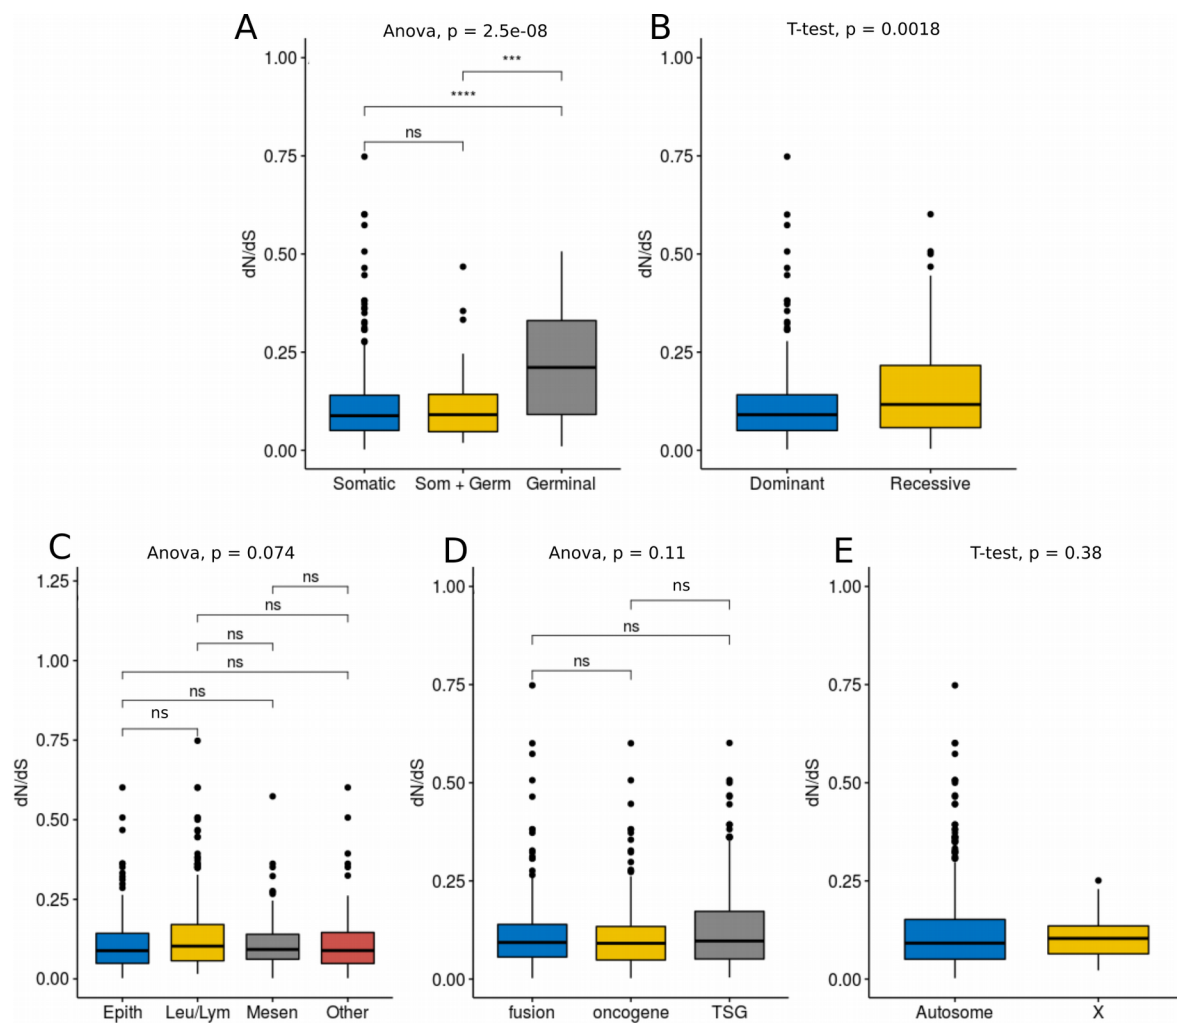 A
Anova, p = 2.5e-08
B
T-test, p = 0.0018
1.00
0.75
0.50
0.25
0.00
dN/dS
***
****
ns
Somatic
Som + Germ
Germinal
1.00
0.75
0.50
0.25
0.00
dN/dS
Dominant
Recessive
C
Anova, p = 0.074
D
Anova, p = 0.11
E
T-test, p = 0.38
1.25
1.00
0.75
0.50
0.25
0.00
dN/dS
ns
ns
ns
ns
ns
ns
Epith
Leu/Lym
Mesen
Other
1.00
0.75
0.50
0.25
0.00
dN/dS
ns
ns
ns
fusion
oncogene
TSG
1.00
0.75
0.50
0.25
0.00
dN/dS
Autosome
X